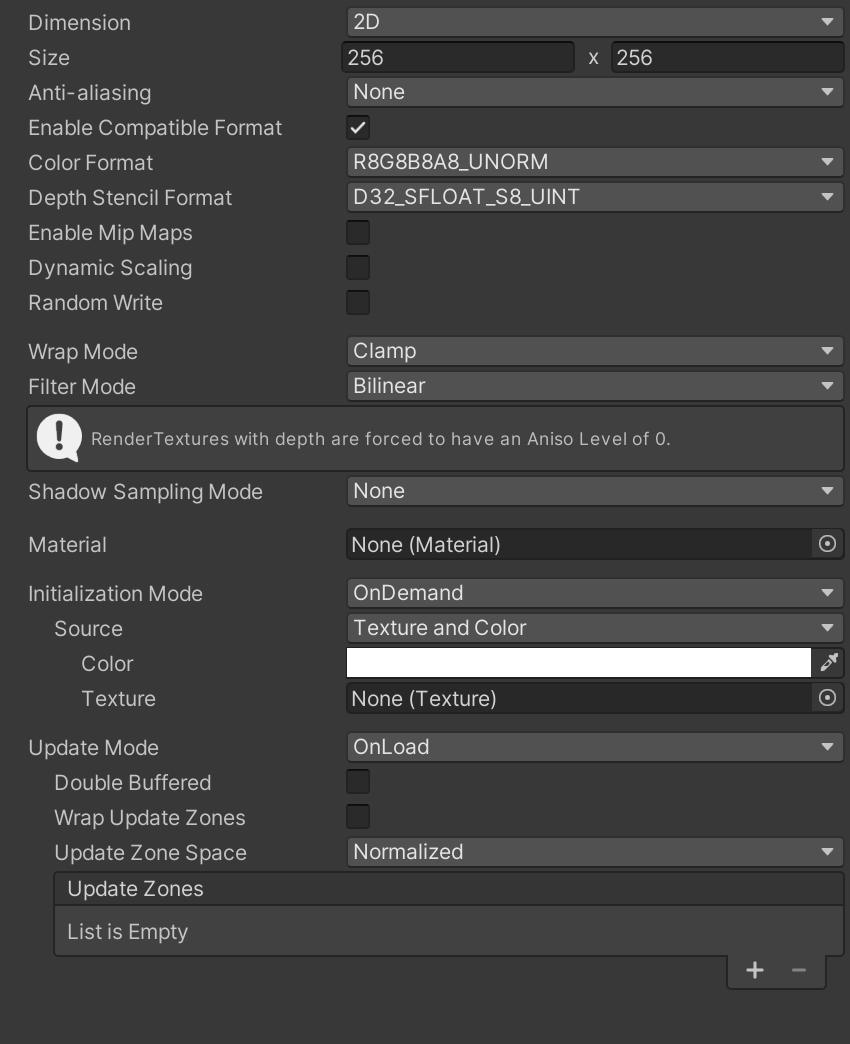 Dimension 2D
Size 256 x 256
Anti-aliasing None
Enable Compatible Format
Color Format R8G8B8A8_UNORM
Depth Stencil Format D32_SFLOAT_S8_UINT
Enable Mip Maps
Dynamic Scaling
Random Write
Wrap Mode Clamp
Filter Mode Bilinear
RenderTextures with depth are forced to have an Aniso Level of 0.
Shadow Sampling Mode None
Material None (Material)
Initialization Mode OnDemand
Source Texture and Color
Color
Texture None (Texture)
Update Mode OnLoad
Double Buffered
Wrap Update Zones
Update Zone Space Normalized
Update Zones
List is Empty